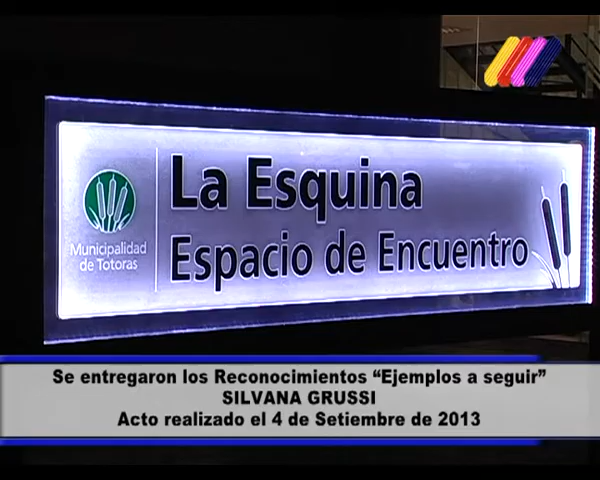 La Esquina
Espacio de Encuentro
Municipalidad
de Totoras
Se entregaron los Reconocimientos “Ejemplos a seguir”
SILVANA GRUSSI
Acto realizado el 4 de Setiembre de 2013